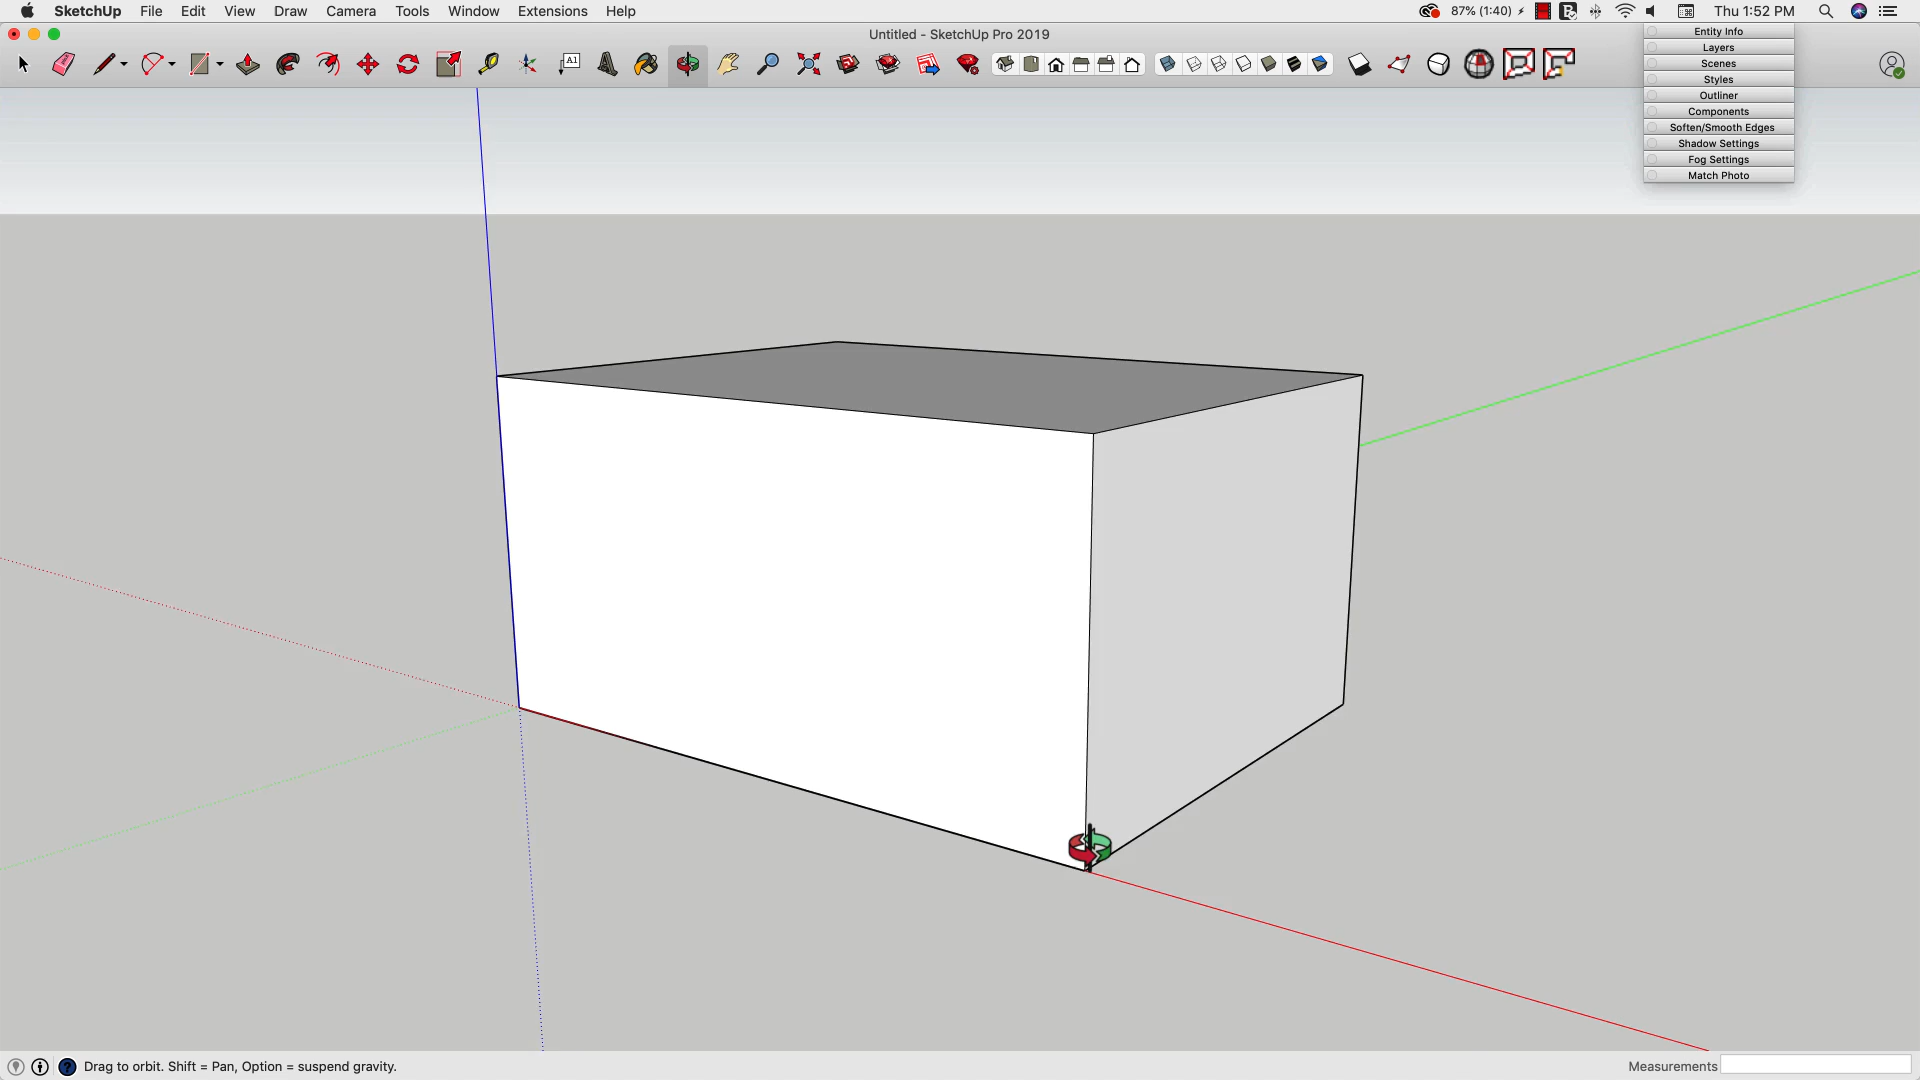 SketchUp File Edit View Draw Camera Tools Window Extensions Help 87% (1:40) Thu 1:52 PM
Untitled - SketchUp Pro 2019
A1
Entity Info
Layers
Scenes
Styles
Outliner
Components
Soften/Smooth Edges
Shadow Settings
Fog Settings
Match Photo
Drag to orbit. Shift = Pan, Option = suspend gravity.
Measurements